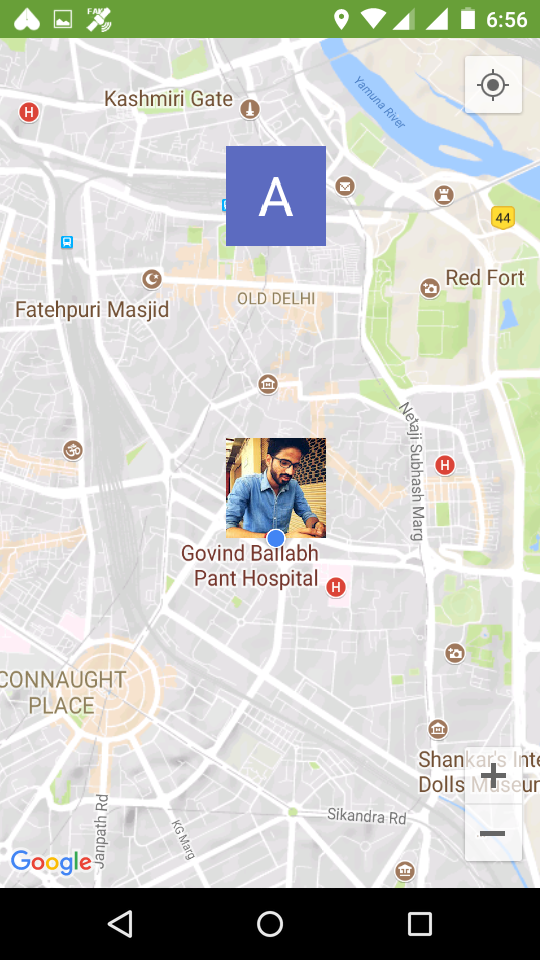 FAKE
6:56
Kashmiri Gate
Yamuna River
A
44
Red Fort
OLD DELHI
Fatehpuri Masjid
Netaji Subhash Marg
H
H
Govind Ballabh
Pant Hospital
H
CONNAUGHT
PLACE
Shankar's Inte
Dolls Museum
Sikandra Rd
Janpath Rd
KG Marg
Google